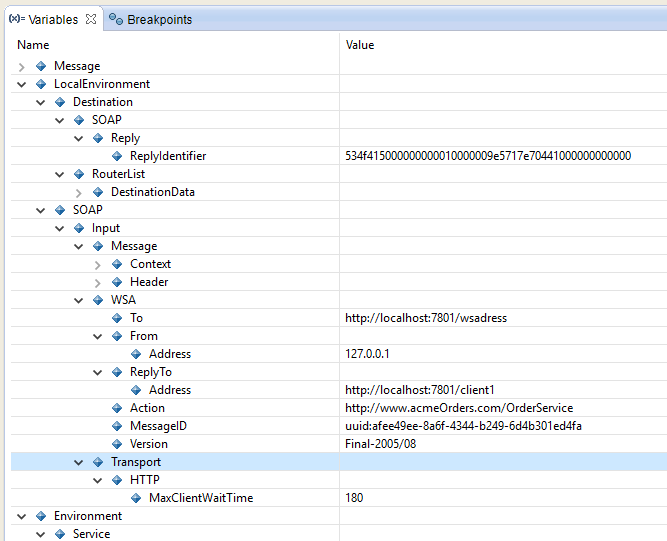 (x)= Variables Breakpoints
Name Value
Message
LocalEnvironment
Destination
SOAP
Reply
ReplyIdentifier 534f41500000000010000009e5717e70441000000000000
RouterList
DestinationData
SOAP
Input
Message
Context
Header
WSA
To http://localhost:7801/wsadress
From
Address 127.0.0.1
ReplyTo
Address http://localhost:7801/client1
Action http://www.acmeOrders.com/OrderService
MessageID uuid:afee49ee-8a6f-4344-b249-6d4b301ed4fa
Version Final-2005/08
Transport
HTTP
MaxClientWaitTime 180
Environment
Service